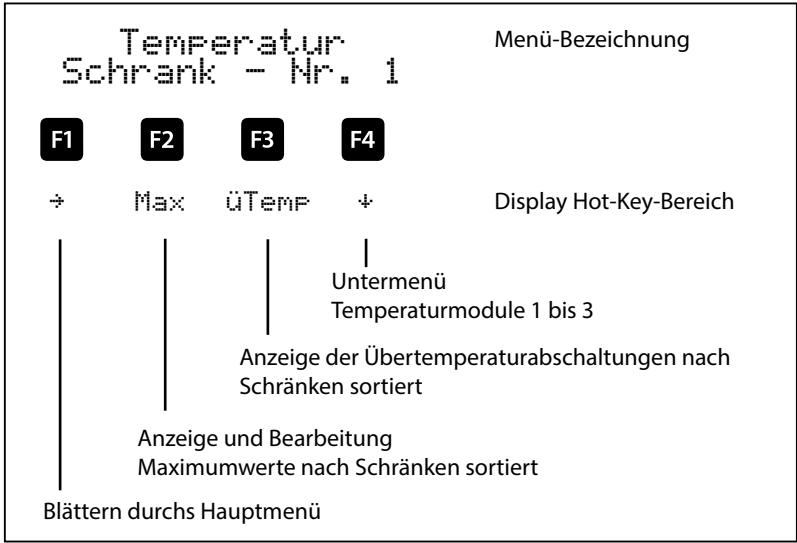 Temperatur
Menü-Bezeichnung
Schrank - Nr. 1
F1 F2 F3 F4
→ Max üTemp ↓
Display Hot-Key-Bereich
Untermenü
Temperaturmodule 1 bis 3
Anzeige der Übertemperaturabschaltungen nach
Schränken sortiert
Anzeige und Bearbeitung
Maximumwerte nach Schränken sortiert
Blättern durchs Hauptmenü